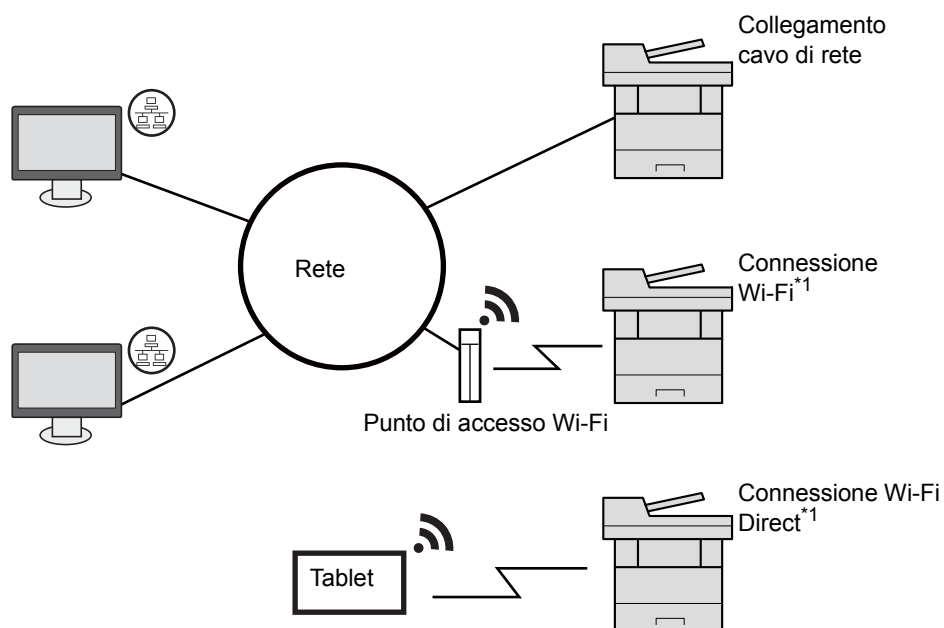 Collegamento
cavo di rete
Rete
Connessione
Wi-Fi*1
Punto di accesso Wi-Fi
Connessione Wi-Fi
Direct*1
Tablet